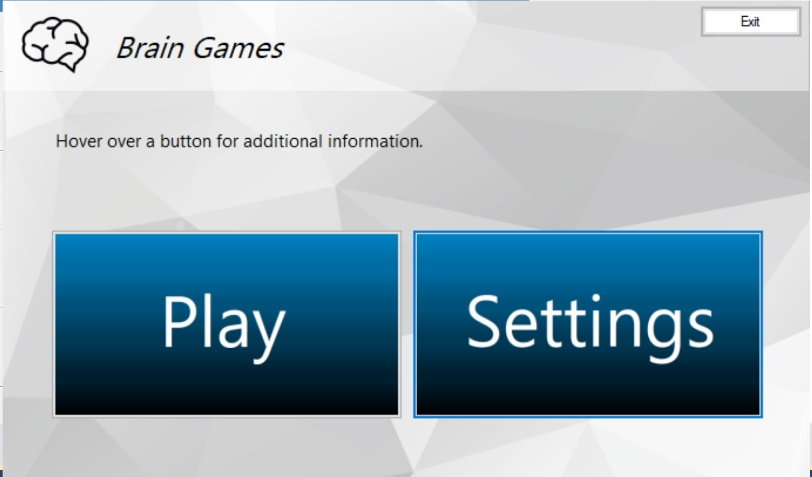 Exit
Brain Games
Hover over a button for additional information.
Play
Settings